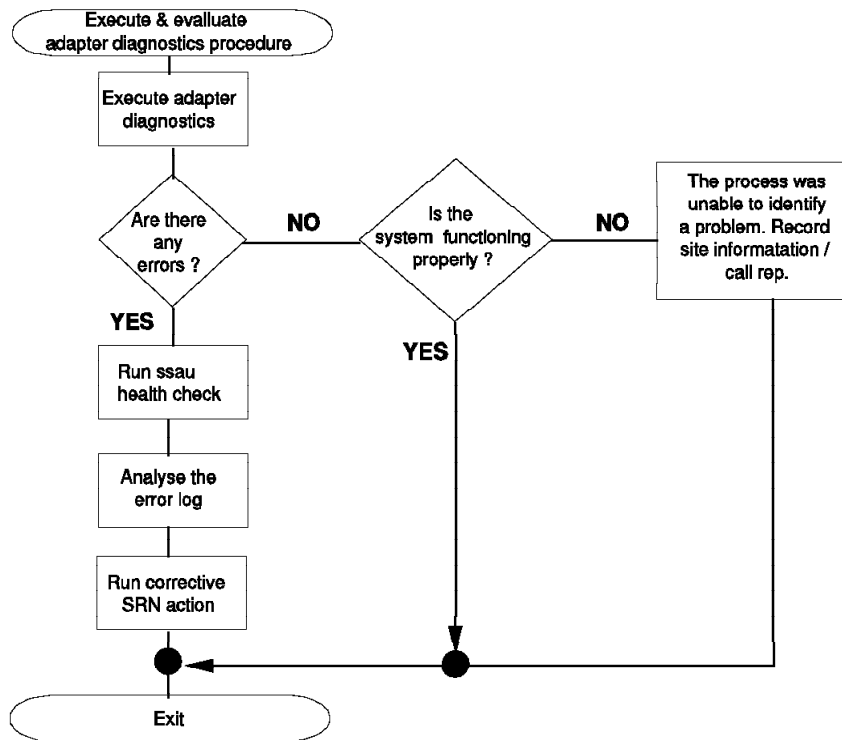 Execute & evaluate
adapter diagnostics procedure
Execute adapter
diagnostics
Are there
any
errors ?
NO
Is the
system functioning
properly ?
NO
The process was
unable to identify
a problem. Record
site informatation /
call rep.
YES
YES
Run ssau
health check
Analyse the
error log
Run corrective
SRN action
Exit